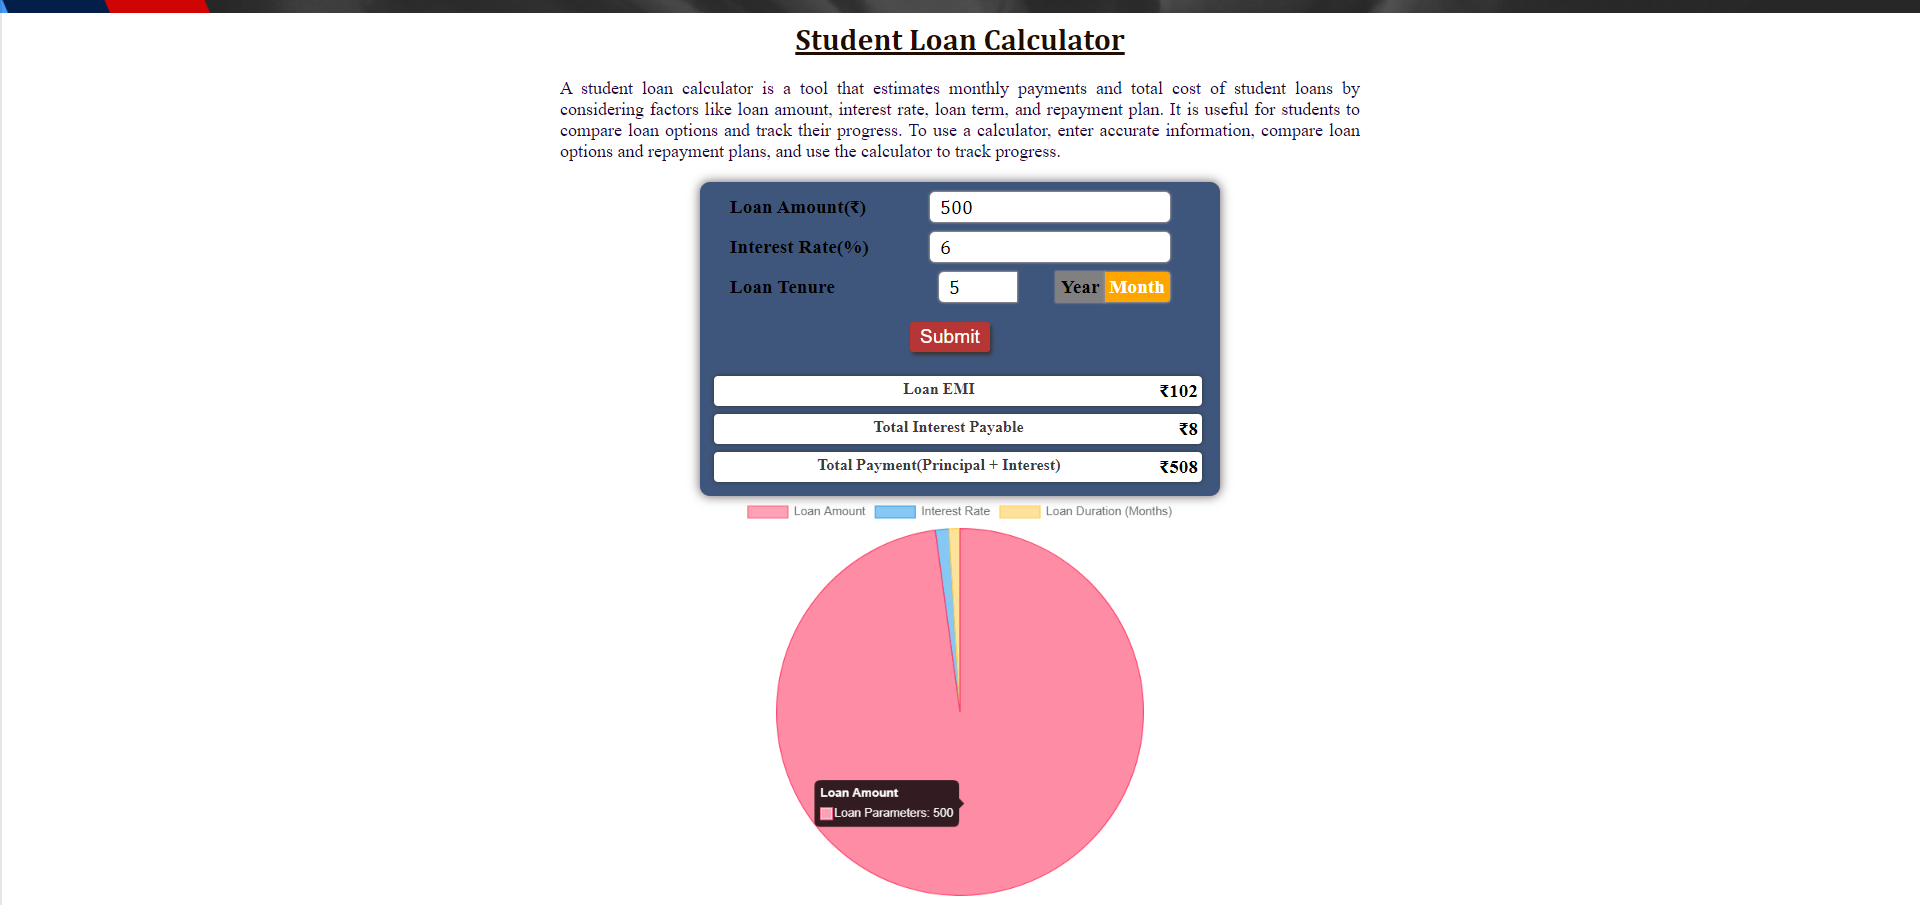 Student Loan Calculator
A student loan calculator is a tool that estimates monthly payments and total cost of student loans by
considering factors like loan amount, interest rate, loan term, and repayment plan. It is useful for students to
compare loan options and track their progress. To use a calculator, enter accurate information, compare loan
options and repayment plans, and use the calculator to track progress.
Loan Amount(₹) 500
Interest Rate(%) 6
Loan Tenure 5 Year Month
Submit
Loan EMI ₹102
Total Interest Payable ₹8
Total Payment(Principal + Interest) ₹508
Loan Amount Interest Rate Loan Duration (Months)
Loan Amount
Loan Parameters: 500